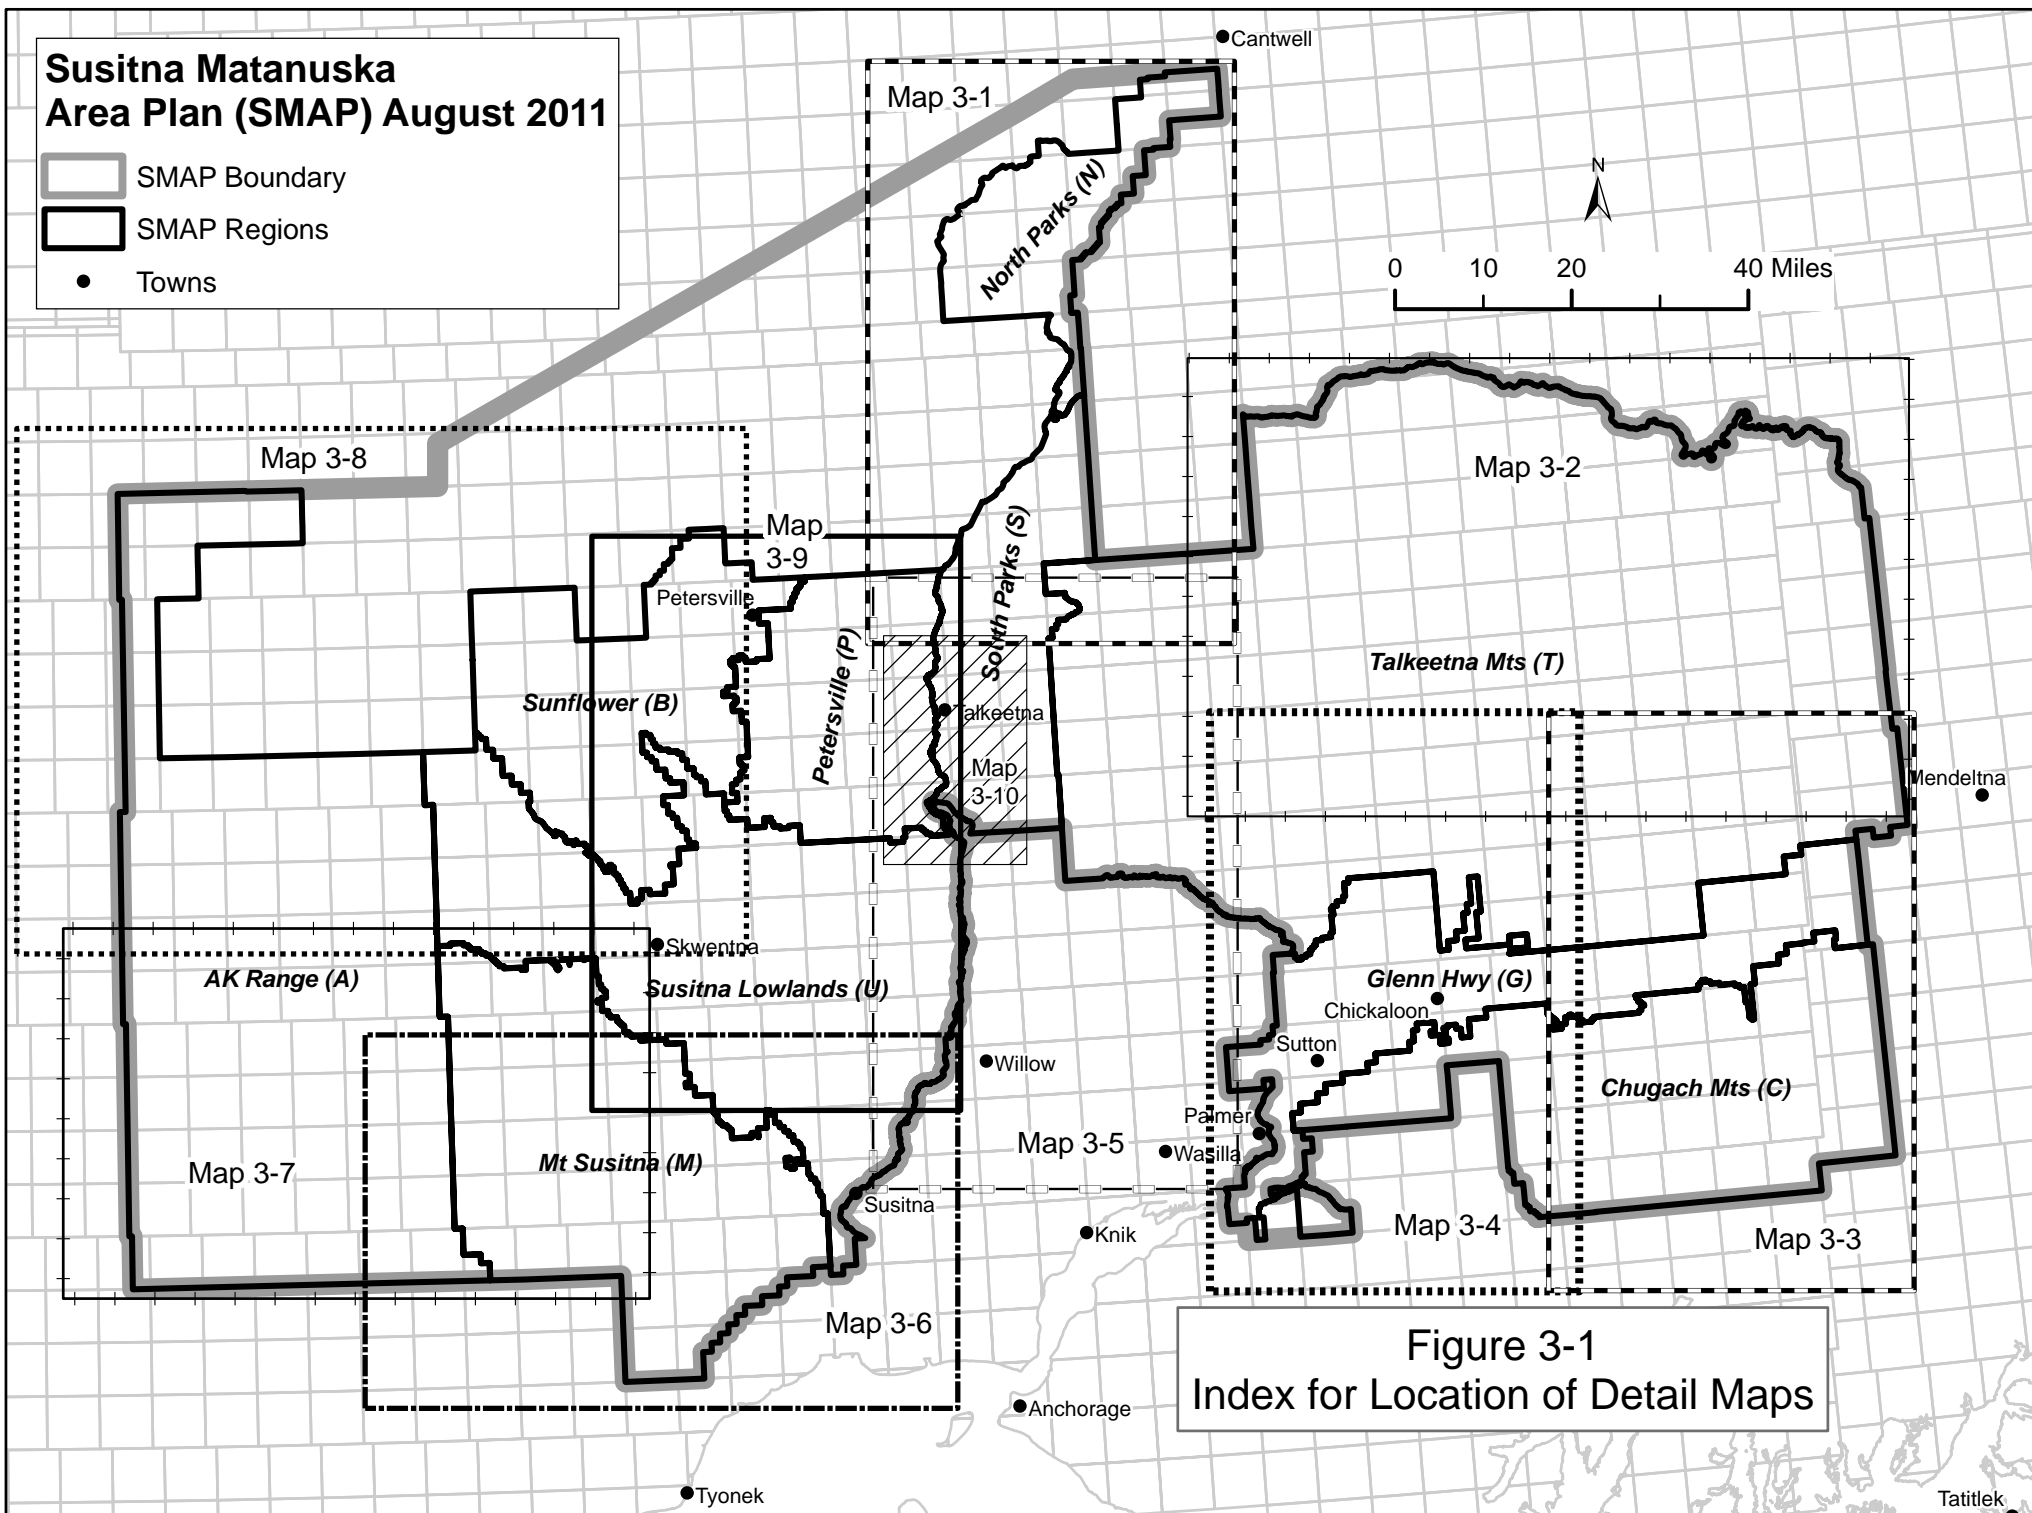 Susitna Matanuska
Area Plan (SMAP) August 2011
SMAP Boundary
SMAP Regions
Towns
Cantwell
Map 3-1
N
North Parks (N)
0 10 20 40 Miles
Map 3-8
Map 3-2
Map
3-9
South Parks (S)
Petersville
Petersville (P)
Talkeetna Mts (T)
Sunflower (B)
Talkeetna
Map
3-10
Mendeltna
Skwentna
AK Range (A)
Susitna Lowlands (U)
Glenn Hwy (G)
Chickaloon
Sutton
Willow
Chugach Mts (C)
Palmer
Map 3-5
Wasilla
Mt Susitna (M)
Map 3-7
Susitna
Knik
Map 3-4
Map 3-3
Map 3-6
Figure 3-1
Index for Location of Detail Maps
Anchorage
Tyonek
Tatitlek